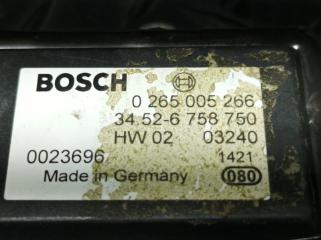 BOSCH
0 265 005 266
34.52-6 758 750
HW 02 03240
0023696 1421
Made in Germany 080